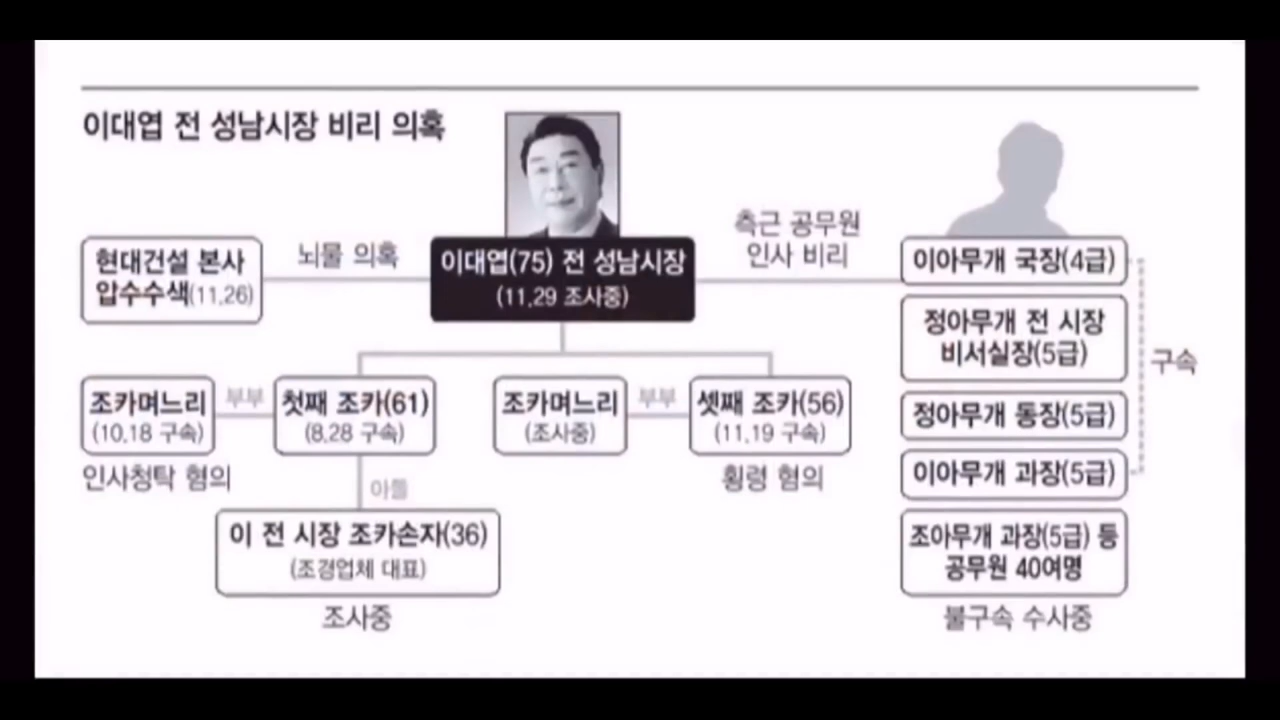 이대엽 전 성남시장 비리 의혹
현대건설 본사
압수수색(11.26)
뇌물 의혹
이대엽(75) 전 성남시장
(11.29 조사중)
측근 공무원
인사 비리
이아무개 국장(4급)
정아무개 전 시장
비서실장(5급)
정아무개 동장(5급)
이아무개 과장(5급)
구속
조아무개 과장(5급) 등
공무원 40여명
불구속 수사중
조카며느리
(10.18 구속)
인사청탁 혐의
부부
첫째 조카(61)
(8.28 구속)
조카며느리
(조사중)
부부
셋째 조카(56)
(11.19 구속)
횡령 혐의
아들
이 전 시장 조카손자(36)
(조경업체 대표)
조사중